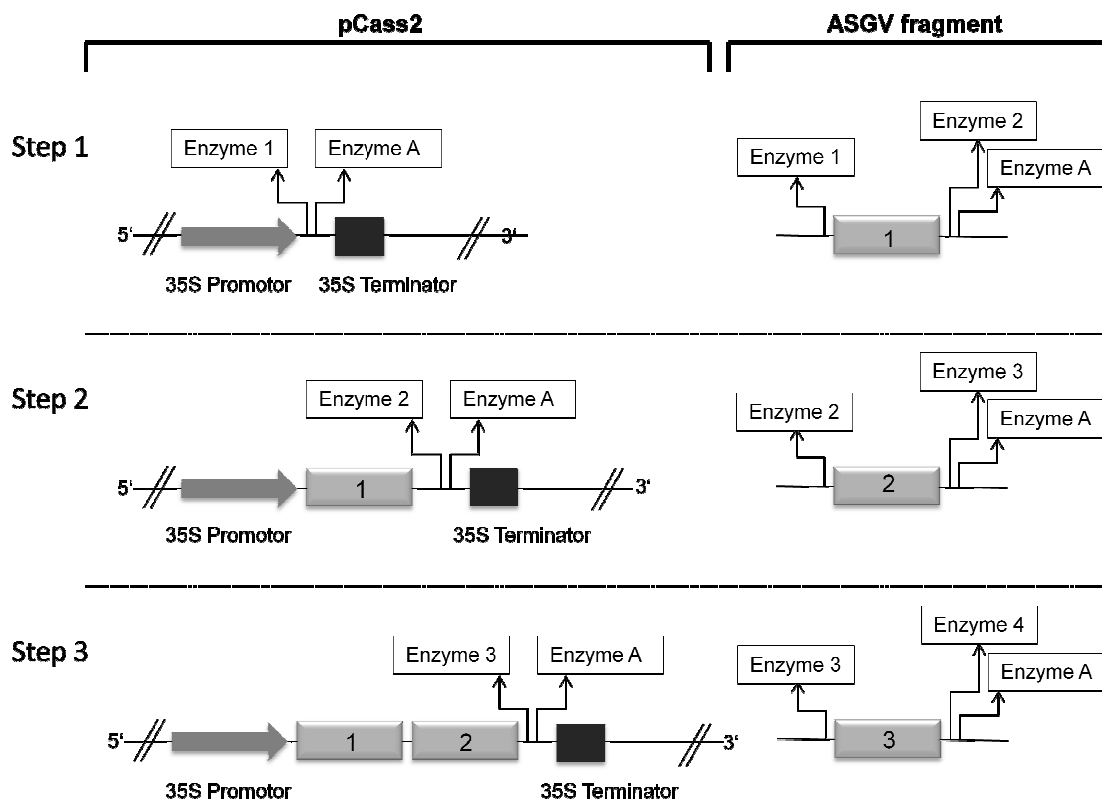 pCass2
ASGV fragment
Step 1
Enzyme 1
Enzyme A
Enzyme 1
Enzyme 2
Enzyme A
5‘
3‘
1
35S Promotor
35S Terminator
Step 2
Enzyme 2
Enzyme A
Enzyme 2
Enzyme 3
Enzyme A
5‘
1
3‘
2
35S Promotor
35S Terminator
Step 3
Enzyme 3
Enzyme A
Enzyme 3
Enzyme 4
Enzyme A
5‘
1
2
3‘
3
35S Promotor
35S Terminator